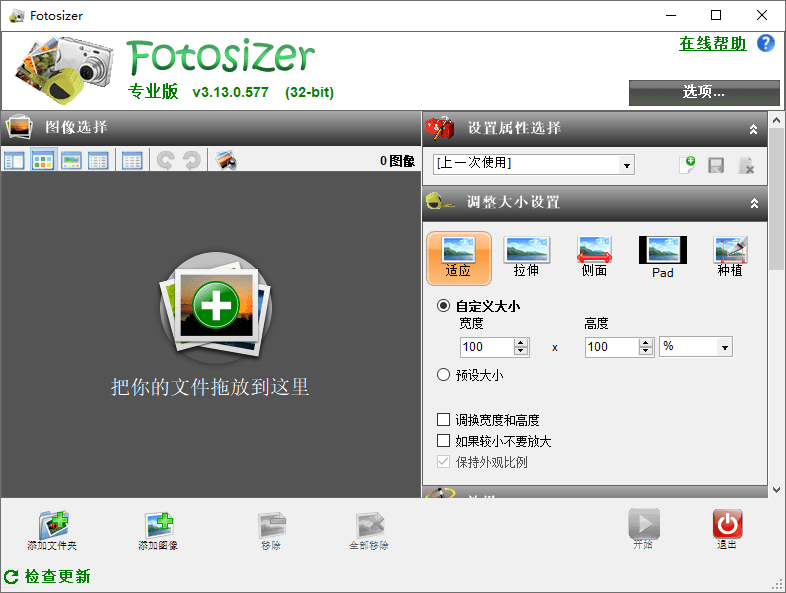 Fotosizer
Fotosizer
专业版 v3.13.0.577 (32-bit)
在线帮助
选项...
图像选择
0 图像
把你的文件拖放到这里
设置属性选择
[上一次使用]
调整大小设置
适应 拉伸 侧面 Pad 种植
自定义大小
宽度 高度
100 x 100 %
预设大小
调换宽度和高度
如果较小不要放大
保持外观比例
添加文件夹 添加图像 移除 全部移除 开始 退出
检查更新